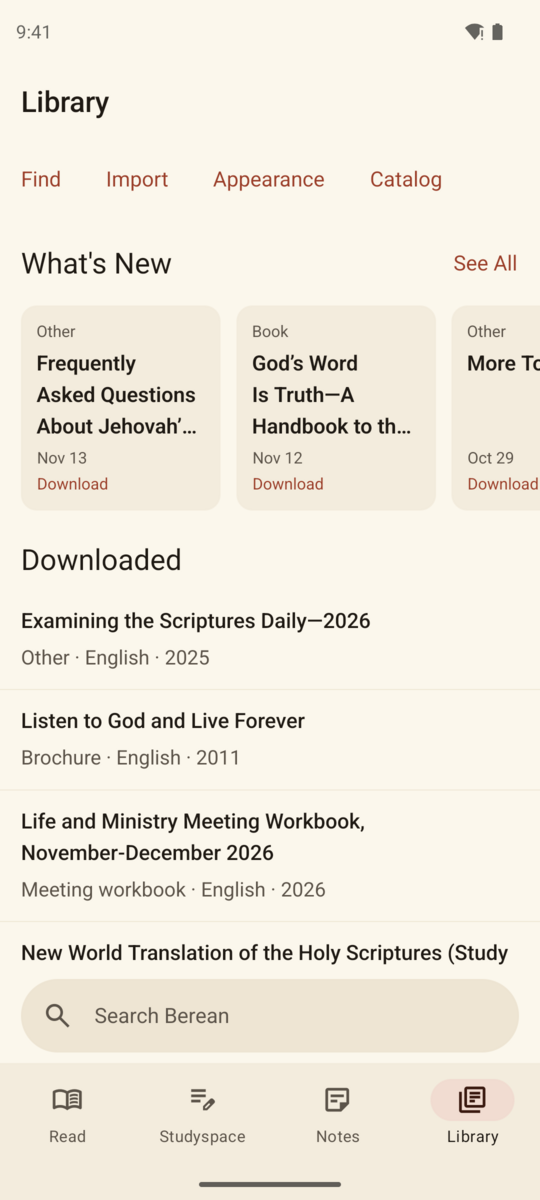 9:41
Library
Find Import Appearance Catalog
What's New See All
Other
Frequently
Asked Questions
About Jehovah’…
Nov 13
Download
Book
God’s Word
Is Truth—A
Handbook to th…
Nov 12
Download
Other
More To
Oct 29
Download
Downloaded
Examining the Scriptures Daily—2026
Other · English · 2025
Listen to God and Live Forever
Brochure · English · 2011
Life and Ministry Meeting Workbook,
November-December 2026
Meeting workbook · English · 2026
New World Translation of the Holy Scriptures (Study
Search Berean
Read Studyspace Notes Library